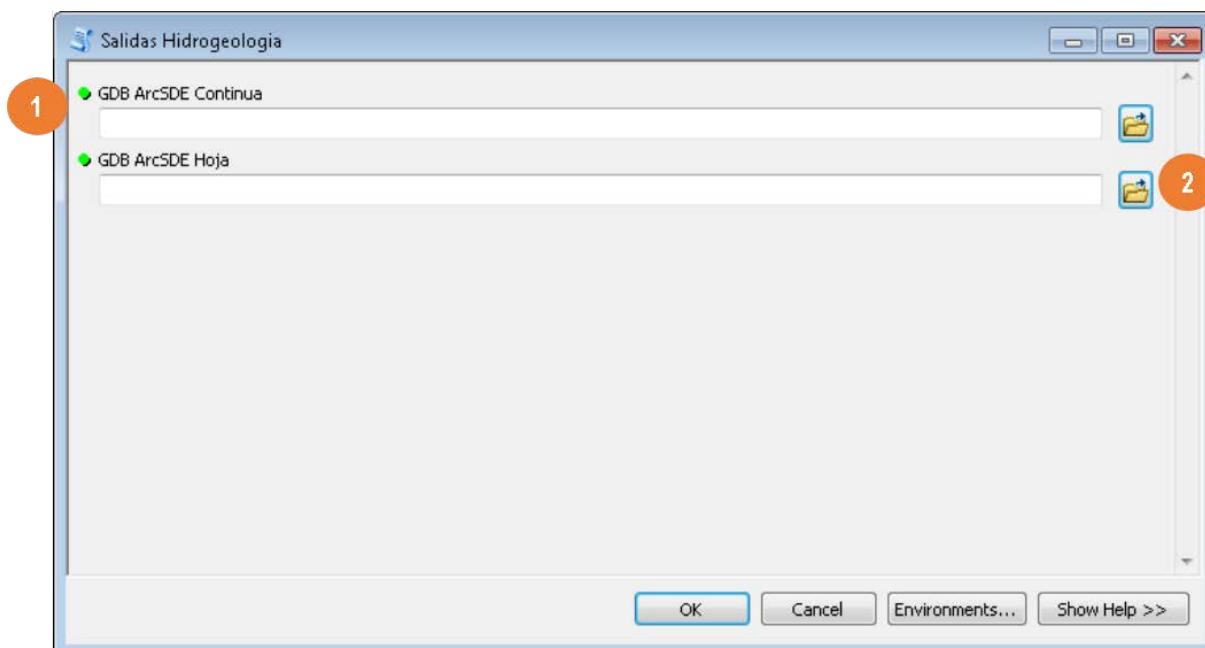 Salidas Hidrogeologia
1
GDB ArcSDE Continua
GDB ArcSDE Hoja
2
OK
Cancel
Environments...
Show Help >>